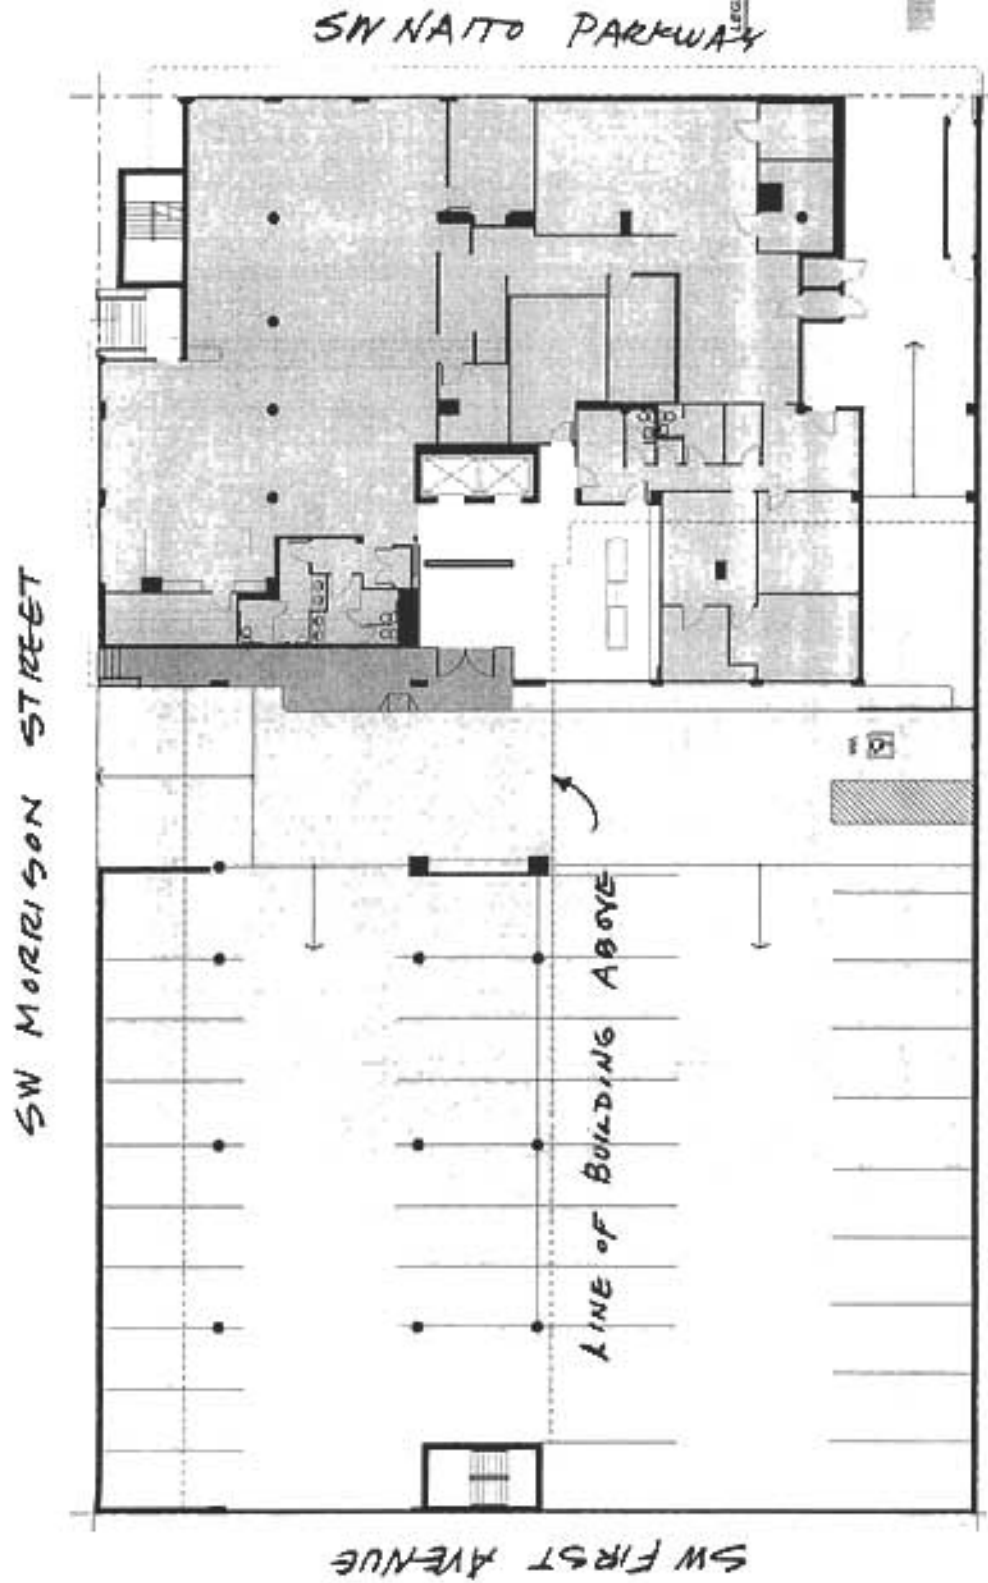 SW NAITO PARKWAY
SW MORRISON STREET
LINE OF BUILDING ABOVE
SW FIRST AVENUE